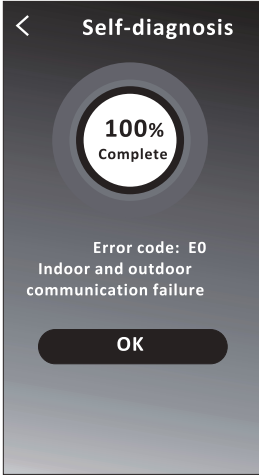 Self-diagnosis
100%
Complete
Error code: E0
Indoor and outdoor
communication failure
OK